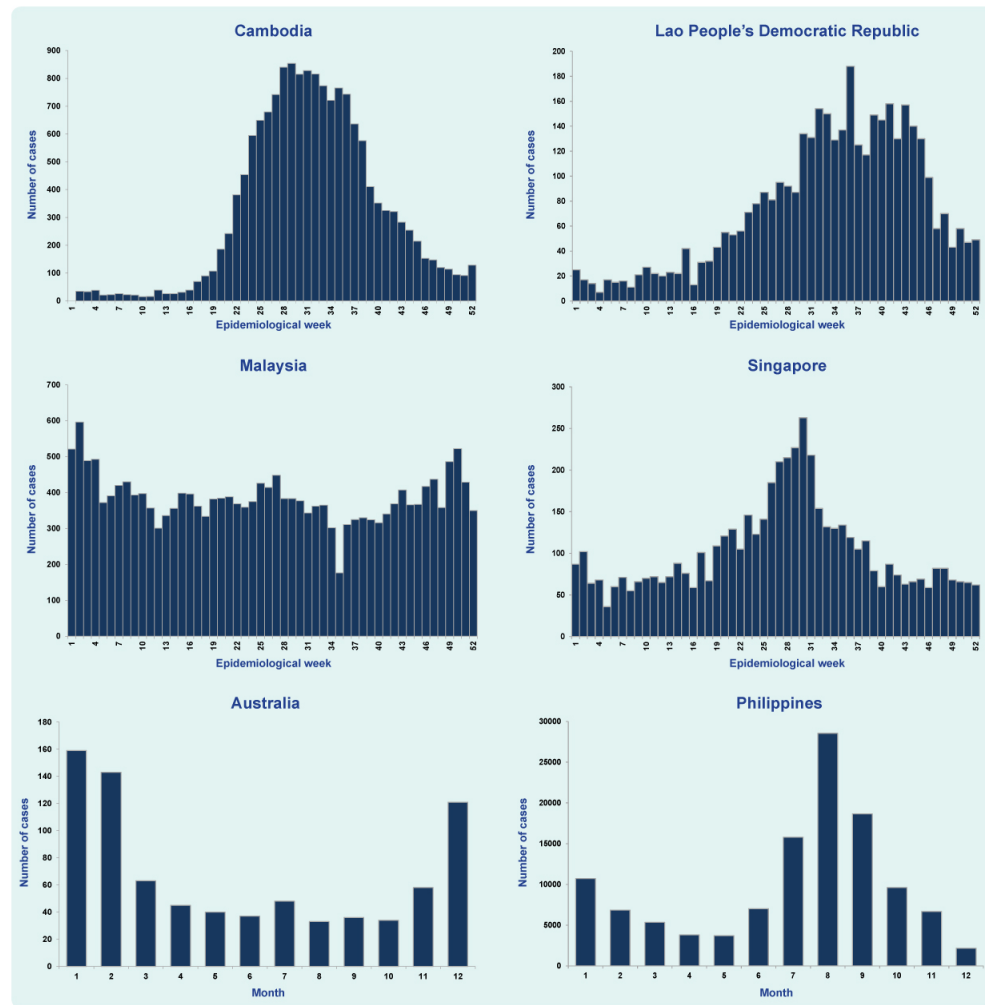 Cambodia
Number of cases
900
800
700
600
500
400
300
200
100
0
1 4 7 10 13 16 19 22 25 28 31 34 37 40 43 46 49 52
Epidemiological week
Lao People’s Democratic Republic
Number of cases
200
180
160
140
120
100
80
60
40
20
0
1 4 7 10 13 16 19 22 25 28 31 34 37 40 43 46 49 52
Epidemiological week
Malaysia
Number of cases
700
600
500
400
300
200
100
0
1 4 7 10 13 16 19 22 25 28 31 34 37 40 43 46 49 52
Epidemiological week
Singapore
Number of cases
300
250
200
150
100
50
0
1 4 7 10 13 16 19 22 25 28 31 34 37 40 43 46 49 52
Epidemiological week
Australia
Number of cases
180
160
140
120
100
80
60
40
20
0
1 2 3 4 5 6 7 8 9 10 11 12
Month
Philippines
Number of cases
30000
25000
20000
15000
10000
5000
0
1 2 3 4 5 6 7 8 9 10 11 12
Month